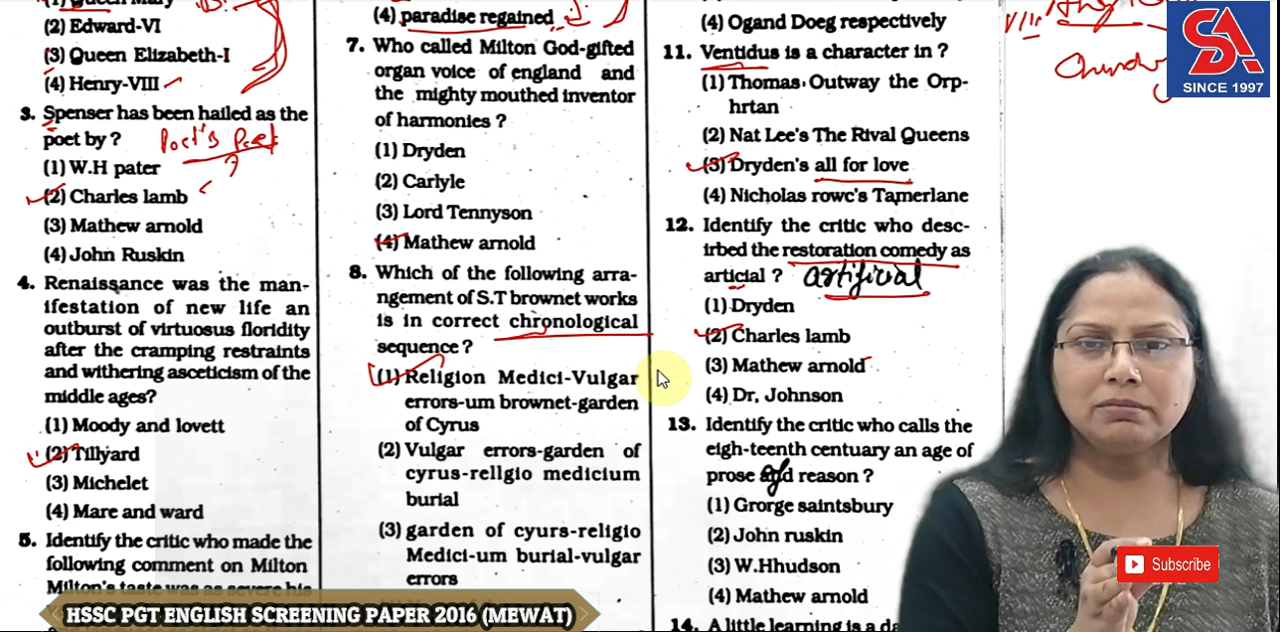 (1) Queen Mary
(2) Edward-VI
(3) Queen Elizabeth-I
(4) Henry-VIII
3. Spenser has been hailed as the
poet by ? Poet's Poet
(1) W.H pater
(2) Charles lamb
(3) Mathew arnold
(4) John Ruskin
4. Renaissance was the man-
ifestation of new life an
outburst of virtuosus floridity
after the cramping restraints
and withering asceticism of the
middle ages?
(1) Moody and lovett
(2) Tillyard
(3) Michelet
(4) Mare and ward
5. Identify the critic who made the
following comment on Milton
Milton's taste was as severe his
(4) paradise regained
7. Who called Milton God-gifted
organ voice of england and
the mighty mouthed inventor
of harmonies ?
(1) Dryden
(2) Carlyle
(3) Lord Tennyson
(4) Mathew arnold
8. Which of the following arra-
ngement of S.T brownet works
is in correct chronological
sequence ?
(1) Religion Medici-Vulgar
errors-um brownet-garden
of Cyrus
(2) Vulgar errors-garden of
cyrus-rellgio medicium
burial
(3) garden of cyurs-religio
Medici-um burial-vulgar
errors
(4) Ogand Doeg respectively
11. Ventidus is a character in ?
(1) Thomas Outway the Orp-
hrtan
(2) Nat Lee's The Rival Queens
(3) Dryden's all for love
(4) Nicholas rowc's Tamerlane
12. Identify the critic who desc-
irbed the restoration comedy as
articial ? artificial
(1) Dryden
(2) Charles lamb
(3) Mathew arnold
(4) Dr, Johnson
13. Identify the critic who calls the
eigh-teenth centuary an age of
prose and reason ?
(1) Grorge saintsbury
(2) John ruskin
(3) W.Hhudson
(4) Mathew arnold
14. A little learning is a da
SA
SINCE 1997
Subscribe
HSSC PGT ENGLISH SCREENING PAPER 2016 (MEWAT)